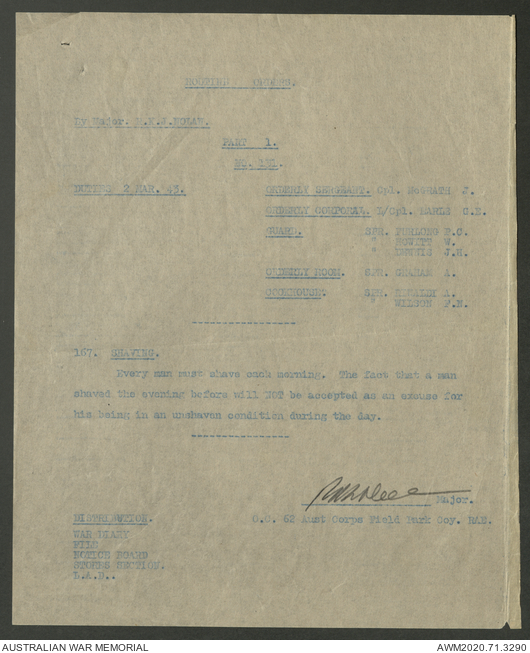 ROUTINE ORDERS.
By Major. NOLAN.
PART 1.
NO. 131.
DUTIES 2 MAR. 43. ORDERLY SERGEANT. Cpl. McGRATH J.
ORDERLY CORPORAL. L/Cpl. EARLE G.E.
GUARD. SPR. FURLONG P.C.
" HOWITT W.
" DENNIS J.H.
ORDERLY ROOM. SPR. GRAHAM A.
COOKHOUSE. SPR. A.
" WILSON F.N.
----------------
167. SHAVING.
Every man must shave each morning. The fact that a man
shaved the evening before will NOT be accepted as an excuse for
his being in an unshaven condition during the day.
----------------
Major.
DISTRIBUTION. O.C. 62 Aust Corps Field Park Coy. RAE.
WAR DIARY
FILE
NOTICE BOARD
STORES SECTION.
L.A.D..
AUSTRALIAN WAR MEMORIAL AWM2020.71.3290